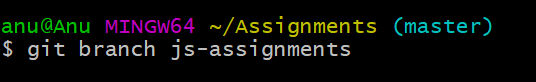 anu@Anu MINGW64 ~/Assignments (master)
$ git branch js-assignments